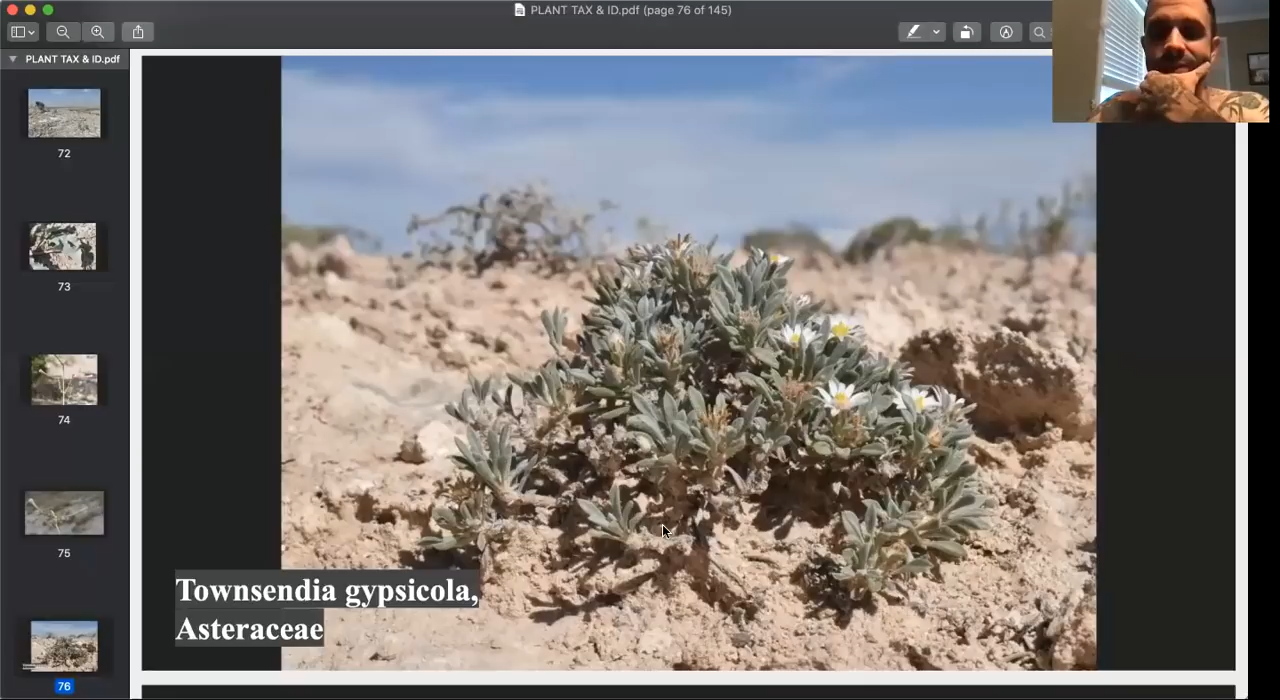 PLANT TAX & ID.pdf (page 76 of 145)
PLANT TAX & ID.pdf
72
73
74
75
76
Townsendia gypsicola,
Asteraceae